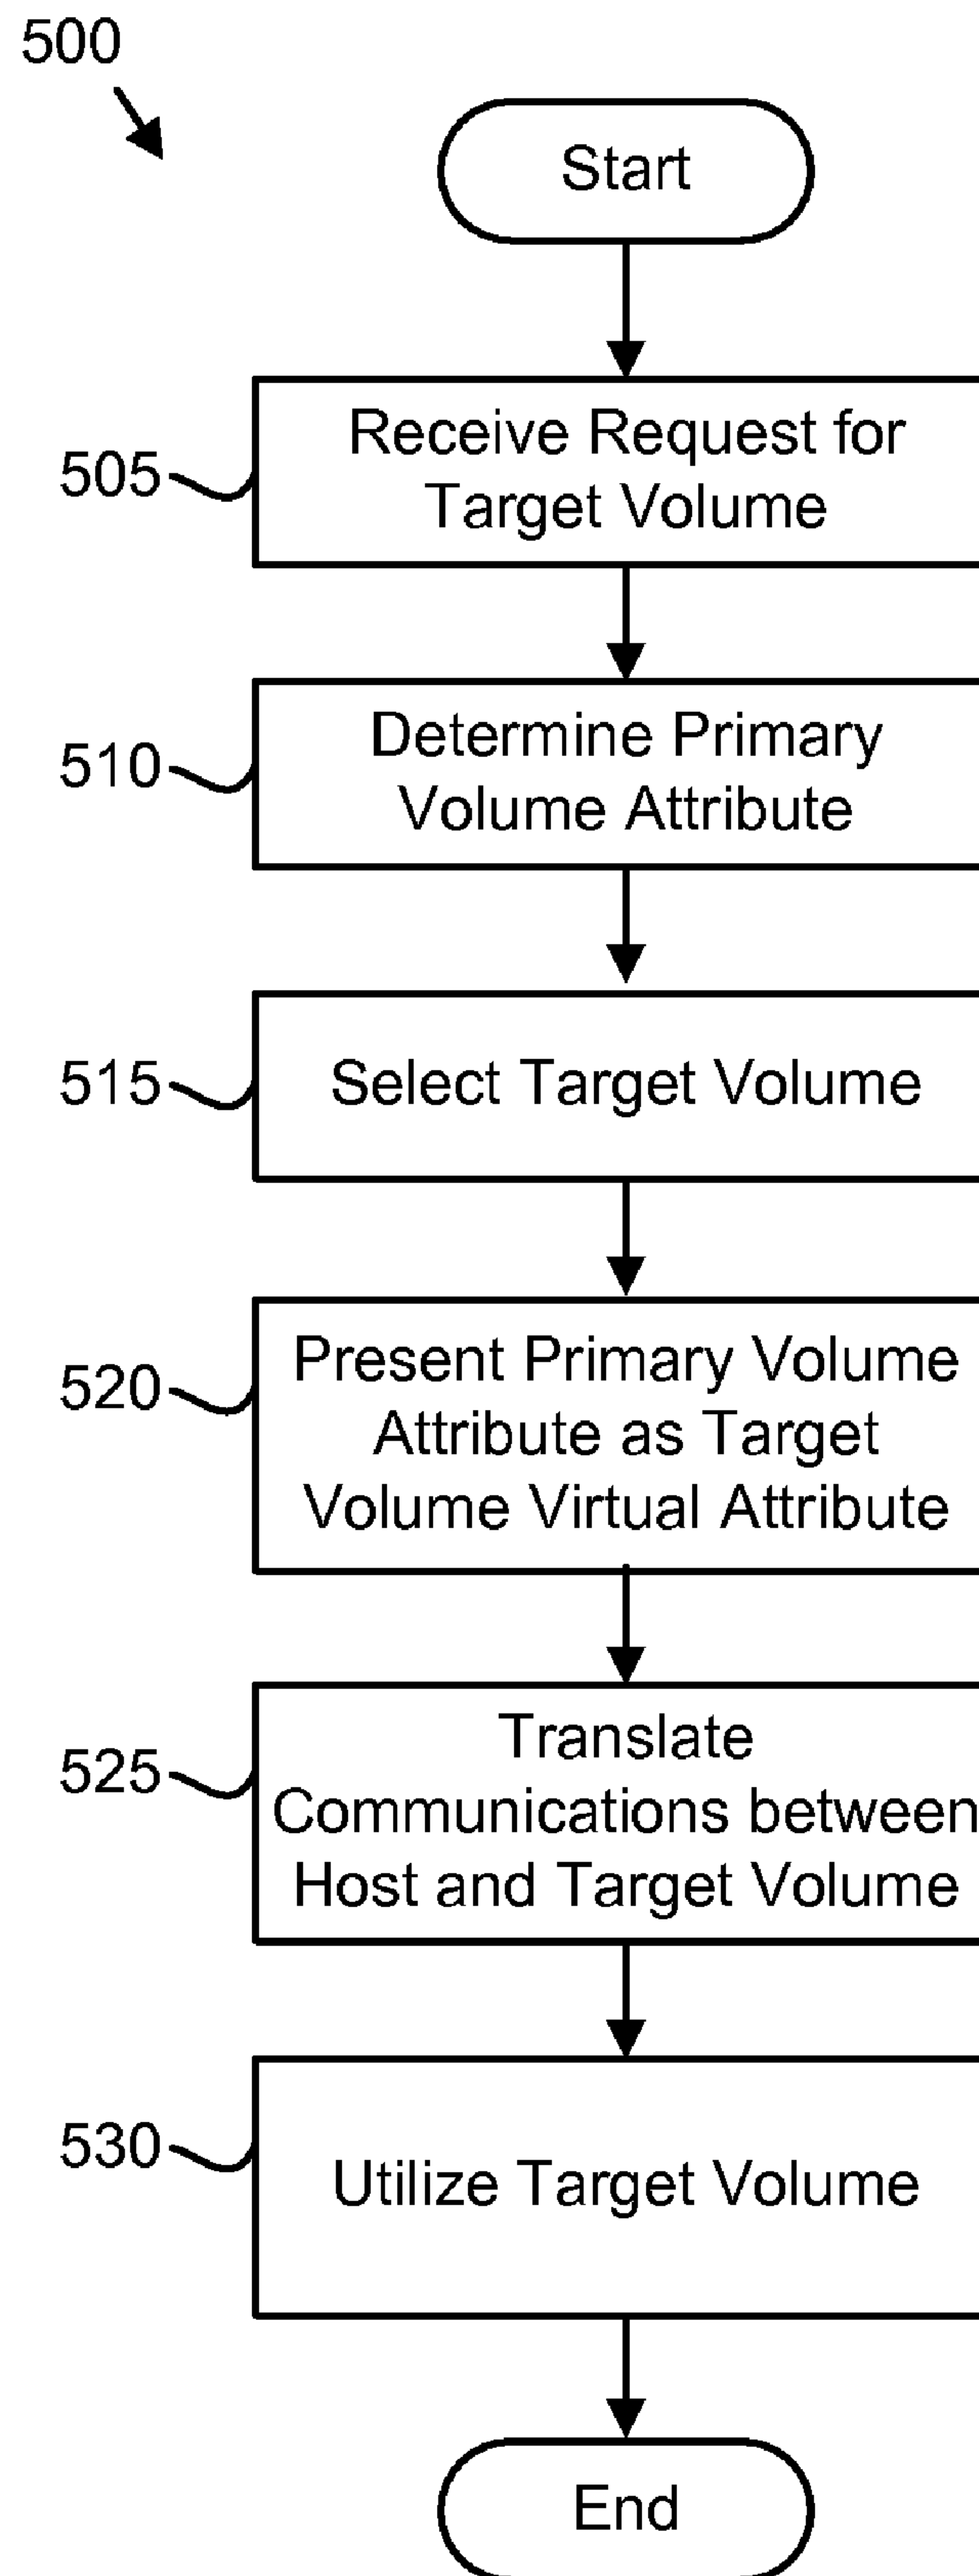 500
Start
505
Receive Request for
Target Volume
510
Determine Primary
Volume Attribute
515
Select Target Volume
520
Present Primary Volume
Attribute as Target
Volume Virtual Attribute
525
Translate
Communications between
Host and Target Volume
530
Utilize Target Volume
End